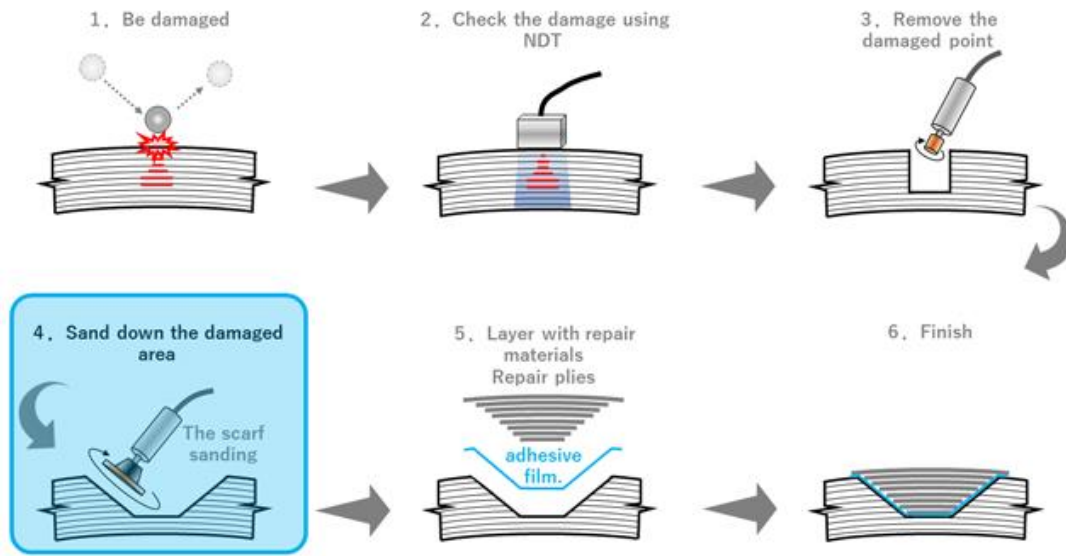 1. Be damaged
2. Check the damage using
NDT
3. Remove the
damaged point
4. Sand down the damaged
area
The scarf
sanding
5. Layer with repair
materials
Repair plies
adhesive
film.
6. Finish